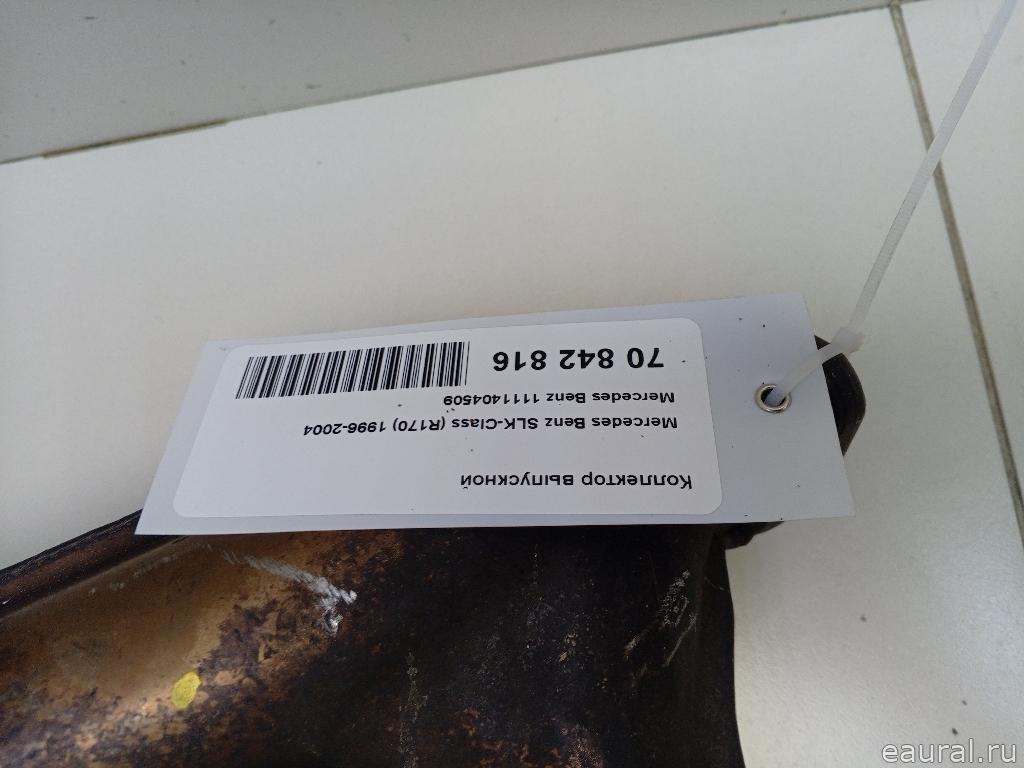 Коллектор выпускной
Mercedes Benz SLK-Class (R170) 1996-2004
Mercedes Benz 1111404509
70 842 816
eaural.ru